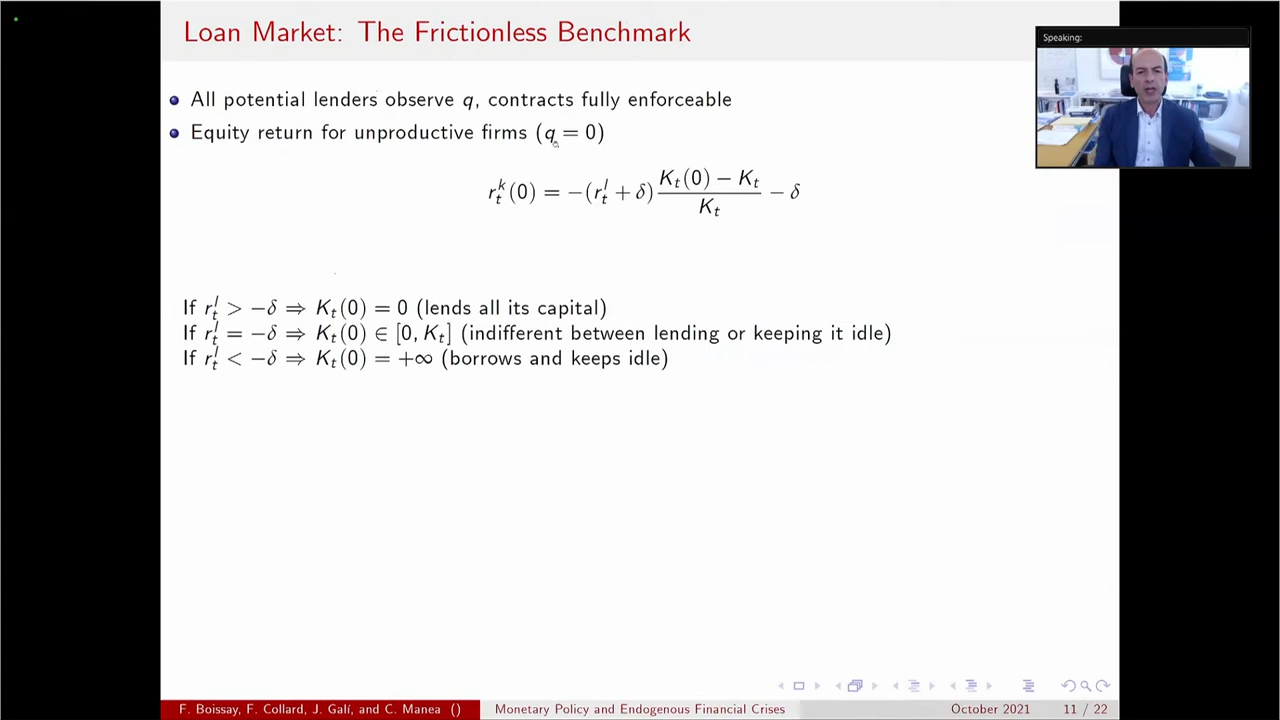 Loan Market: The Frictionless Benchmark
Speaking:
All potential lenders observe q, contracts fully enforceable
Equity return for unproductive firms (q = 0)
r_t^k(0) = −(r_t^l + δ) (K_t(0) − K_t)/K_t − δ
If r_t^l > −δ ⇒ K_t(0) = 0 (lends all its capital)
If r_t^l = −δ ⇒ K_t(0) ∈ [0, K_t] (indifferent between lending or keeping it idle)
If r_t^l < −δ ⇒ K_t(0) = +∞ (borrows and keeps idle)
F. Boissay, F. Collard, J. Galí, and C. Manea () Monetary Policy and Endogenous Financial Crises October 2021 11 / 22